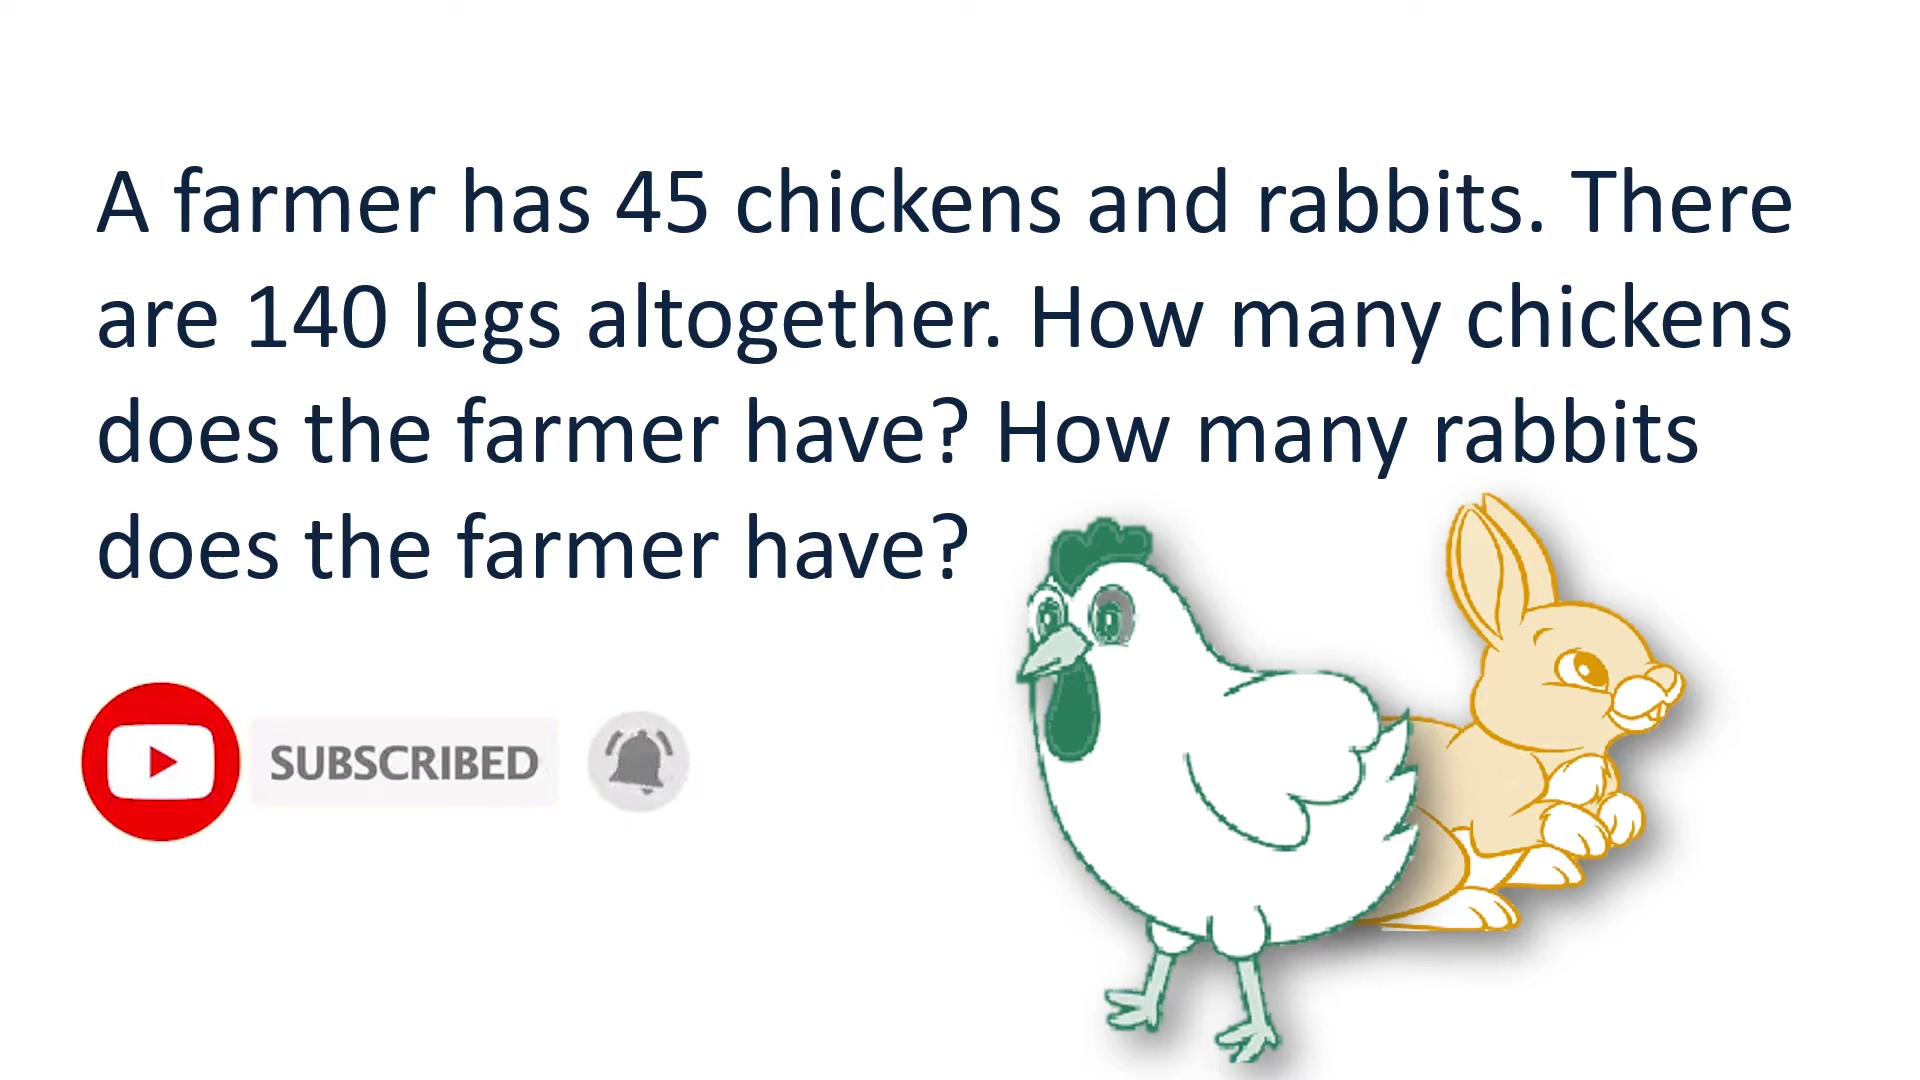 A farmer has 45 chickens and rabbits. There
are 140 legs altogether. How many chickens
does the farmer have? How many rabbits
does the farmer have?
SUBSCRIBED